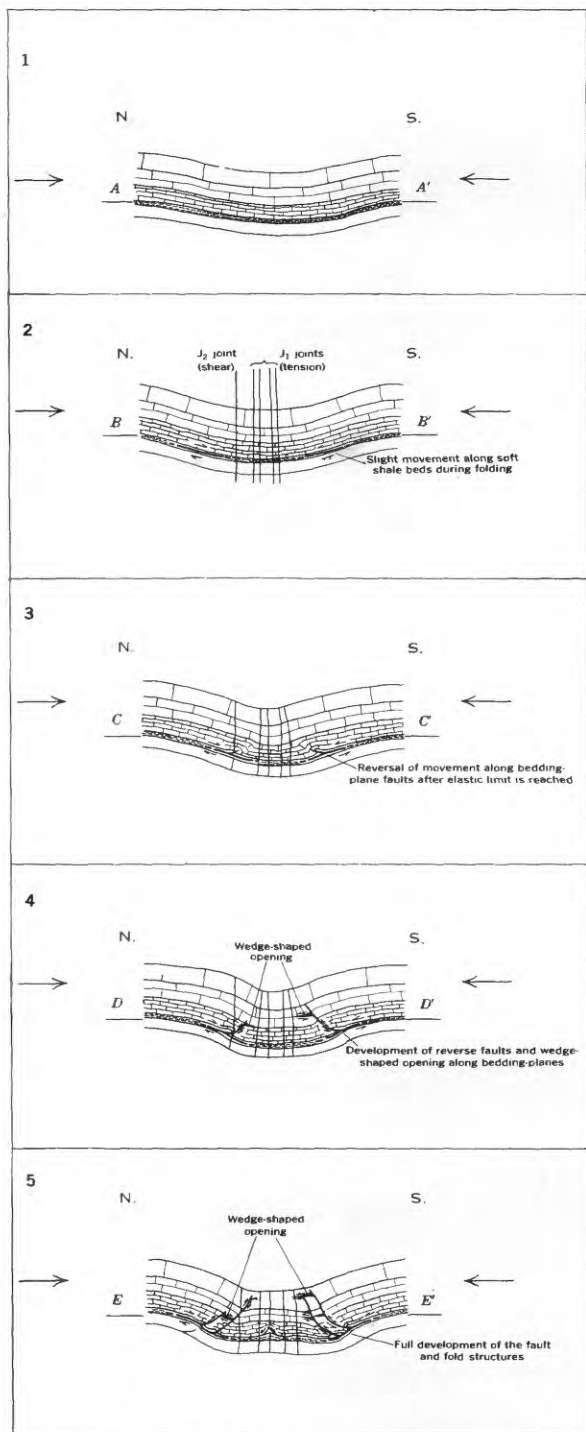 1
N
S.
A
A'
2
N.
J2 joint
(shear)
J1 joints
(tension)
S.
B
B'
Slight movement along soft
shale beds during folding
3
N.
S.
C
C'
Reversal of movement along bedding-
plane faults after elastic limit is reached
4
N.
Wedge-shaped
opening
S.
D
D'
Development of reverse faults and wedge-
shaped opening along bedding-planes
5
N.
S.
Wedge-shaped
opening
E
E'
Full development of the fault
and fold structures